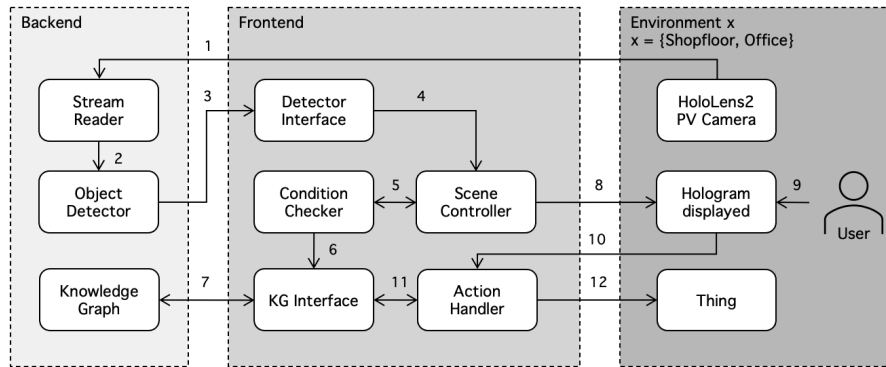 Backend
Frontend
Environment x
x = {Shopfloor, Office}
1
Stream
Reader
3
Detector
Interface
4
HoloLens2
PV Camera
2
Object
Detector
Condition
Checker
5
Scene
Controller
8
Hologram
displayed
9
User
6
10
Knowledge
Graph
7
KG Interface
11
Action
Handler
12
Thing